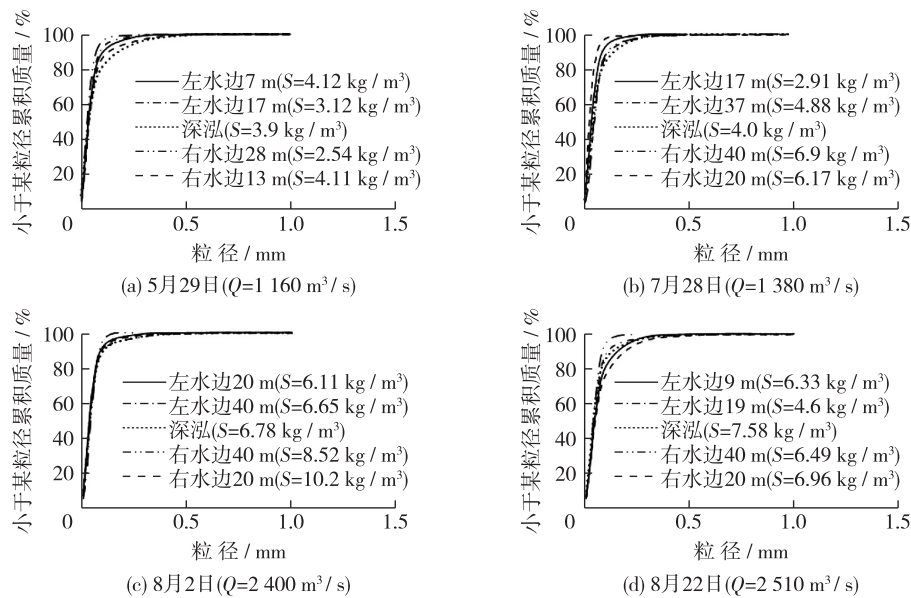 小于某粒径累积质量 / %
100
80
60
40
20
0
0.5
1.0
1.5
左水边7 m(S=4.12 kg / m³)
左水边17 m(S=3.12 kg / m³)
深泓(S=3.9 kg / m³)
右水边28 m(S=2.54 kg / m³)
右水边13 m(S=4.11 kg / m³)
粒 径 / mm
(a) 5月29日(Q=1 160 m³/ s)
小于某粒径累积质量 / %
100
80
60
40
20
0
0.5
1.0
1.5
左水边17 m(S=2.91 kg / m³)
左水边37 m(S=4.88 kg / m³)
深泓(S=4.0 kg / m³)
右水边40 m(S=6.9 kg / m³)
右水边20 m(S=6.17 kg / m³)
粒 径 / mm
(b) 7月28日(Q=1 380 m³/ s)
小于某粒径累积质量 / %
100
80
60
40
20
0
0.5
1.0
1.5
左水边20 m(S=6.11 kg / m³)
左水边40 m(S=6.65 kg / m³)
深泓(S=6.78 kg / m³)
右水边40 m(S=8.52 kg / m³)
右水边20 m(S=10.2 kg / m³)
粒 径 / mm
(c) 8月2日(Q=2 400 m³/ s)
小于某粒径累积质量 / %
100
80
60
40
20
0
0.5
1.0
1.5
左水边9 m(S=6.33 kg / m³)
左水边19 m(S=4.6 kg / m³)
深泓(S=7.58 kg / m³)
右水边40 m(S=6.49 kg / m³)
右水边20 m(S=6.96 kg / m³)
粒 径 / mm
(d) 8月22日(Q=2 510 m³/ s)